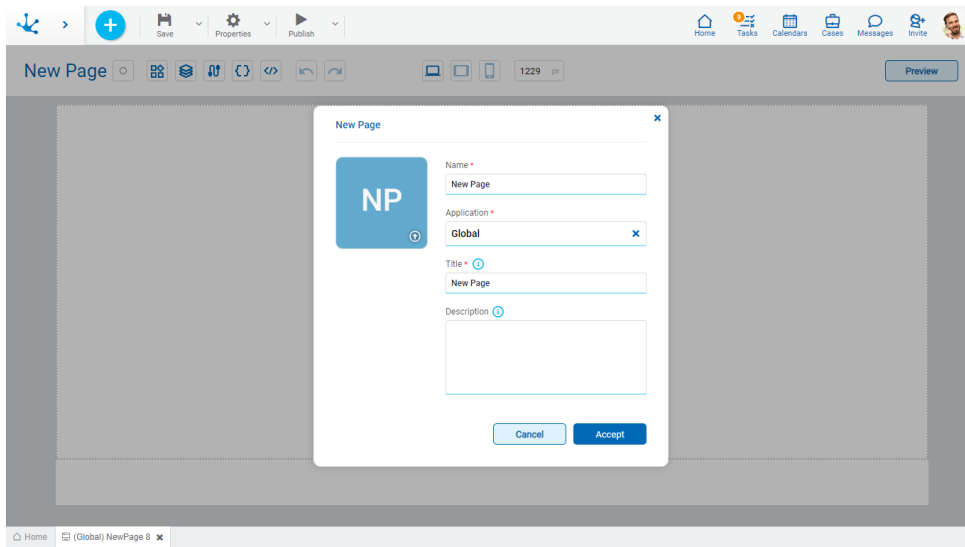 Save
Properties
Publish
Home
9
Tasks
Calendars
Cases
Messages
Invite
New Page
1229 px
Preview
New Page
NP
Name *
New Page
Application *
Global
Title *
New Page
Description
Cancel
Accept
Home
(Global) NewPage 8